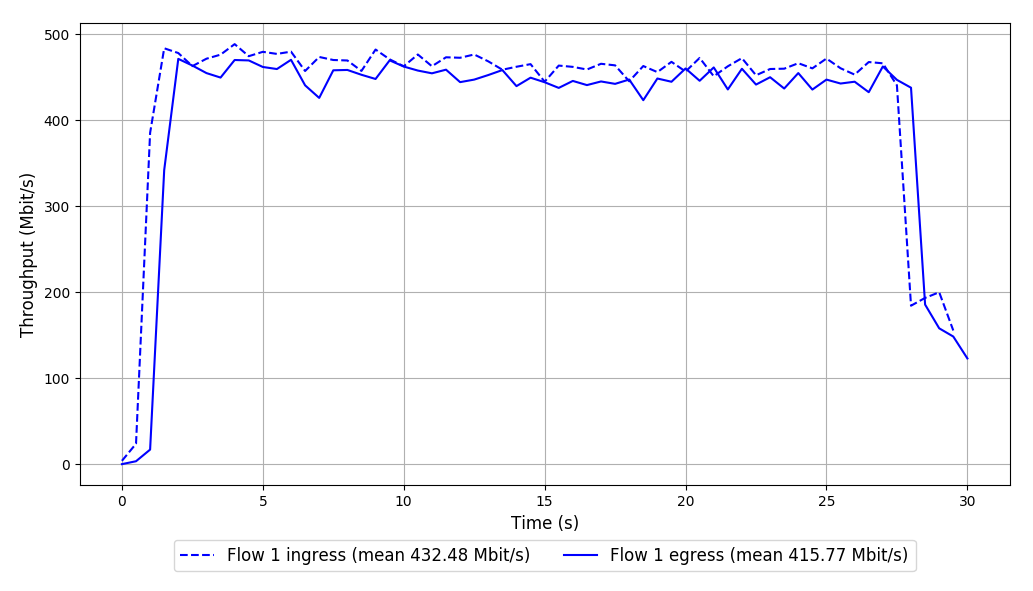 500
400
300
200
100
0
Throughput (Mbit/s)
0 5 10 15 20 25 30
Time (s)
Flow 1 ingress (mean 432.48 Mbit/s) Flow 1 egress (mean 415.77 Mbit/s)